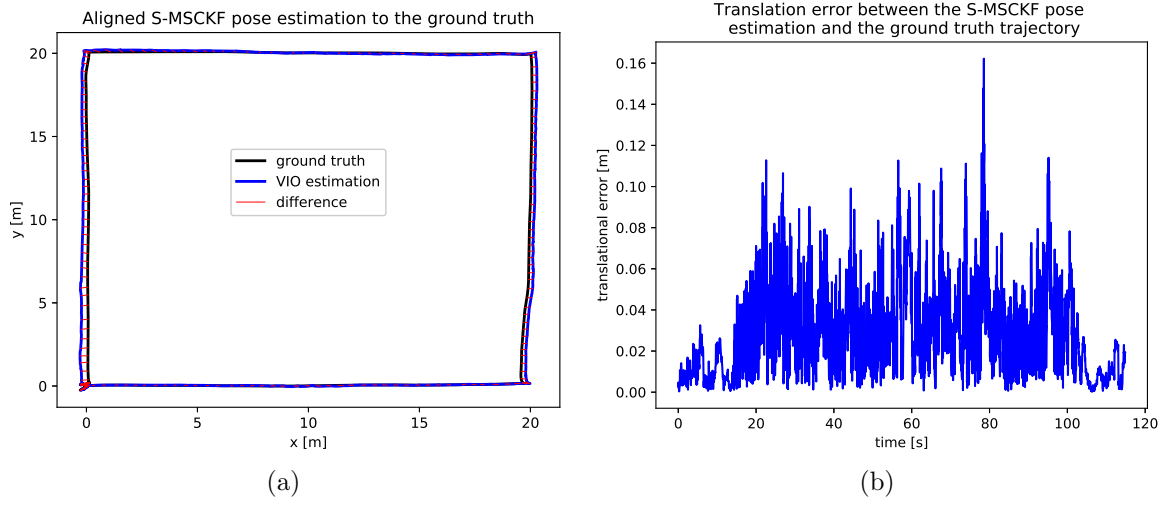 Aligned S-MSCKF pose estimation to the ground truth
20
15
10
5
0
y [m]
ground truth
VIO estimation
difference
0
5
10
15
20
x [m]
(a)
Translation error between the S-MSCKF pose
estimation and the ground truth trajectory
0.16
0.14
0.12
0.10
0.08
0.06
0.04
0.02
0.00
translational error [m]
0
20
40
60
80
100
120
time [s]
(b)